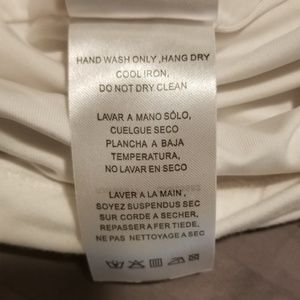 HAND WASH ONLY ,HANG DRY
COOL IRON,
DO NOT DRY CLEAN
LAVAR A MANO SÓLO,
CUELGUE SECO
PLANCHA A BAJA
TEMPERATURA,
NO LAVAR EN SECO
LAVER A LA MAIN ,
SOYEZ SUSPENDUS SEC
SUR CORDE A SECHER,
REPASSER A FER TIEDE,
NE PAS NETTOYAGE A SEC